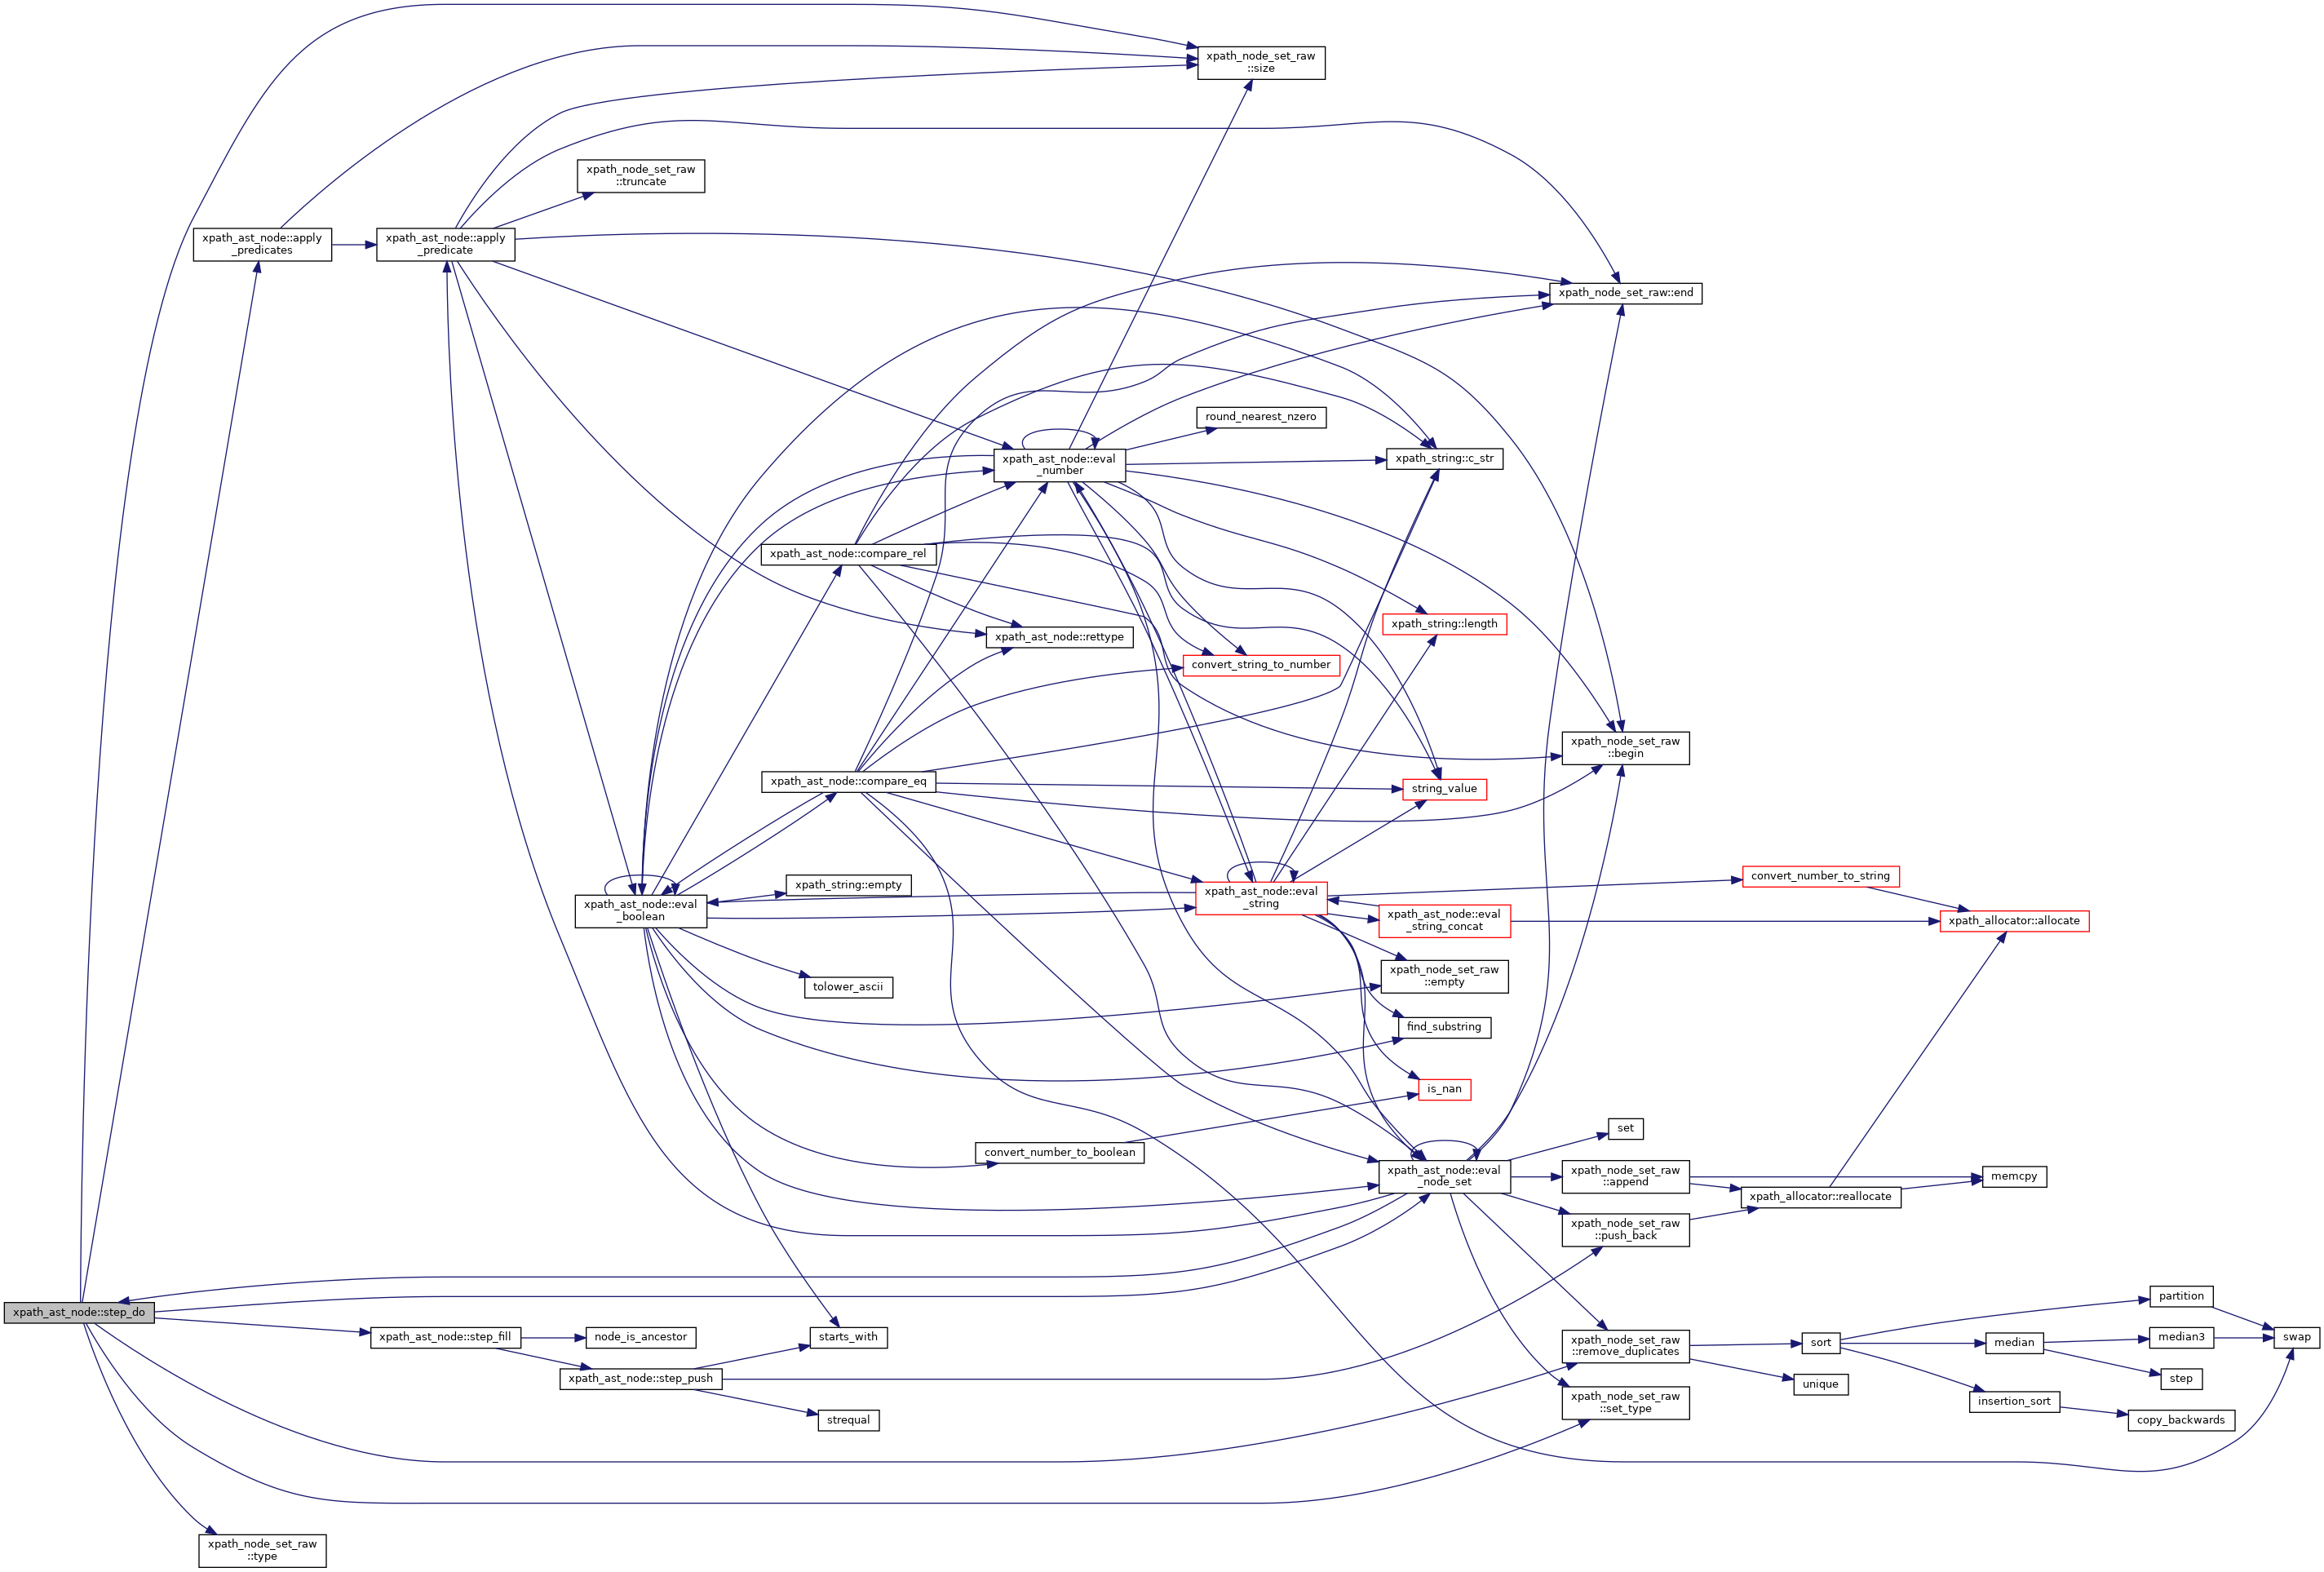 xpath_node_set_raw
::size
xpath_node_set_raw
::truncate
xpath_ast_node::apply
_predicates
xpath_ast_node::apply
_predicate
xpath_node_set_raw::end
round_nearest_nzero
xpath_ast_node::eval
_number
xpath_string::c_str
xpath_ast_node::compare_rel
xpath_string::length
xpath_ast_node::rettype
convert_string_to_number
xpath_node_set_raw
::begin
xpath_ast_node::compare_eq
string_value
convert_number_to_string
xpath_string::empty
xpath_ast_node::eval
_boolean
xpath_ast_node::eval
_string
xpath_ast_node::eval
_string_concat
xpath_allocator::allocate
xpath_node_set_raw
::empty
tolower_ascii
find_substring
is_nan
set
convert_number_to_boolean
xpath_ast_node::eval
_node_set
xpath_node_set_raw
::append
memcpy
xpath_allocator::reallocate
xpath_node_set_raw
::push_back
partition
xpath_ast_node::step_do
xpath_ast_node::step_fill
node_is_ancestor
starts_with
xpath_node_set_raw
::remove_duplicates
sort
median
median3
swap
xpath_ast_node::step_push
step
unique
xpath_node_set_raw
::set_type
insertion_sort
strequal
copy_backwards
xpath_node_set_raw
::type